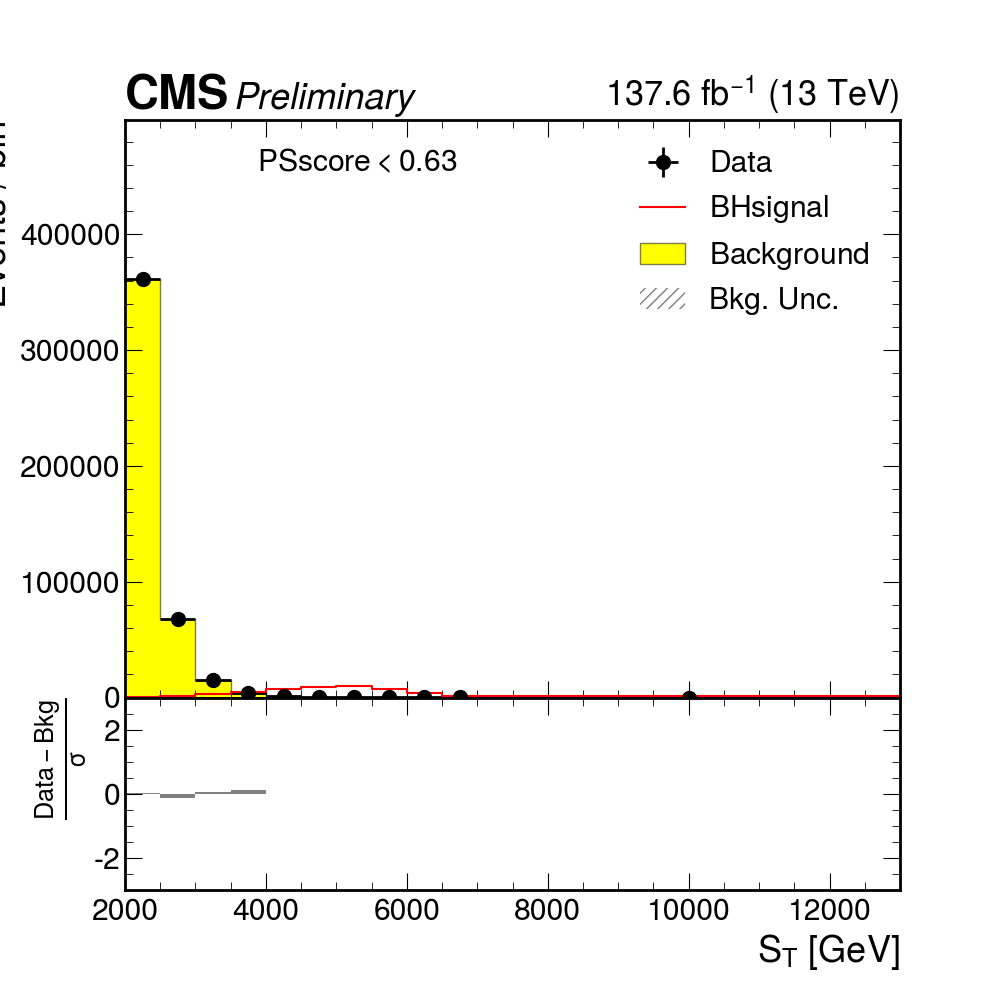 CMS Preliminary 137.6 fb⁻¹ (13 TeV)
PSscore < 0.63
Data
BHsignal
Background
Bkg. Unc.
400000
300000
200000
100000
0
Data – Bkg
σ
2
0
-2
2000 4000 6000 8000 10000 12000
S_T [GeV]